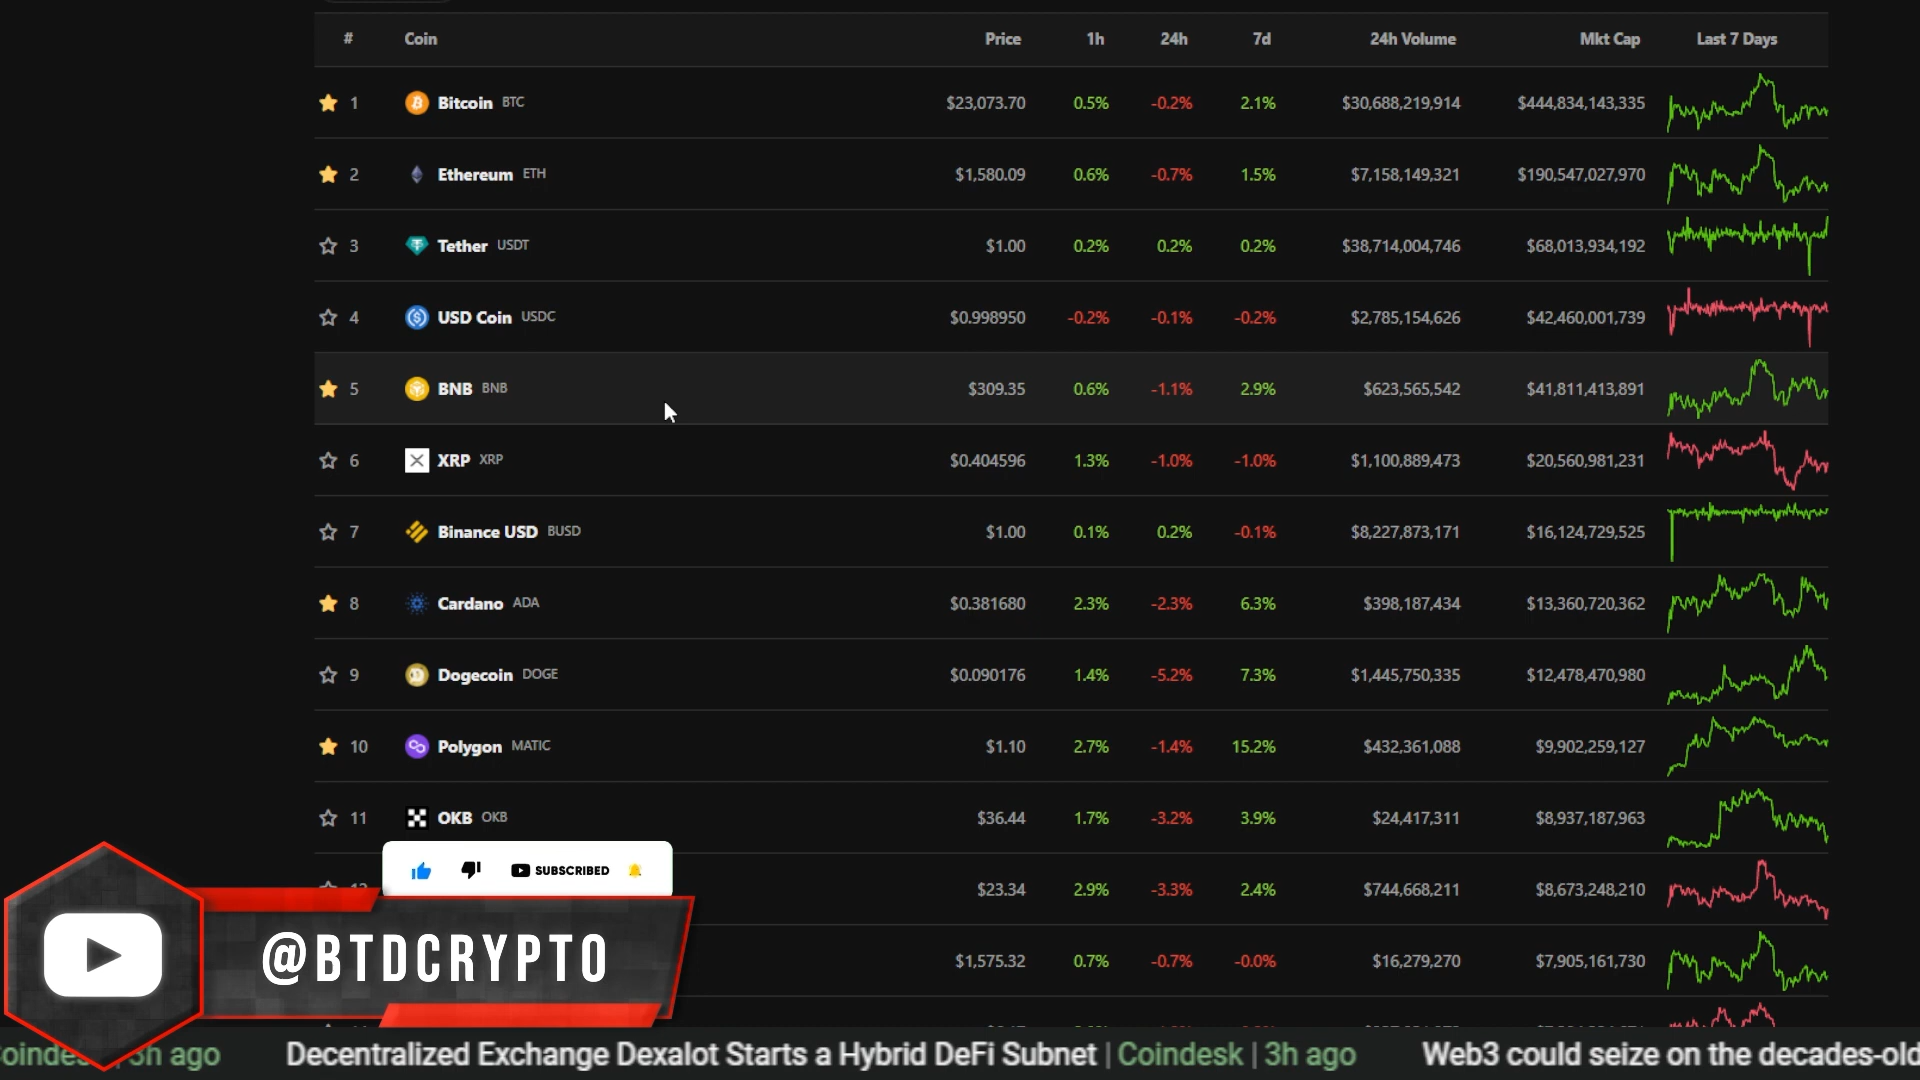 # Coin Price 1h 24h 7d 24h Volume Mkt Cap Last 7 Days
1 Bitcoin BTC $23,073.70 0.5% -0.2% 2.1% $30,688,219,914 $444,834,143,335
2 Ethereum ETH $1,580.09 0.6% -0.7% 1.5% $7,158,149,321 $190,547,027,970
3 Tether USDT $1.00 0.2% 0.2% 0.2% $38,714,004,746 $68,013,934,192
4 USD Coin USDC $0.998950 -0.2% -0.1% -0.2% $2,785,154,626 $42,460,001,739
5 BNB BNB $309.35 0.6% -1.1% 2.9% $623,565,542 $41,811,413,891
6 XRP XRP $0.404596 1.3% -1.0% -1.0% $1,100,889,473 $20,560,981,231
7 Binance USD BUSD $1.00 0.1% 0.2% -0.1% $8,227,873,171 $16,124,729,525
8 Cardano ADA $0.381680 2.3% -2.3% 6.3% $398,187,434 $13,360,720,362
9 Dogecoin DOGE $0.090176 1.4% -5.2% 7.3% $1,445,750,335 $12,478,470,980
10 Polygon MATIC $1.10 2.7% -1.4% 15.2% $432,361,088 $9,902,259,127
11 OKB OKB $36.44 1.7% -3.2% 3.9% $24,417,311 $8,937,187,963
$23.34 2.9% -3.3% 2.4% $744,668,211 $8,673,248,210
SUBSCRIBED
@BTDCRYPTO
$1,575.32 0.7% -0.7% -0.0% $16,279,270 $7,905,161,730
3h ago Decentralized Exchange Dexalot Starts a Hybrid DeFi Subnet | Coindesk | 3h ago Web3 could seize on the decades-old